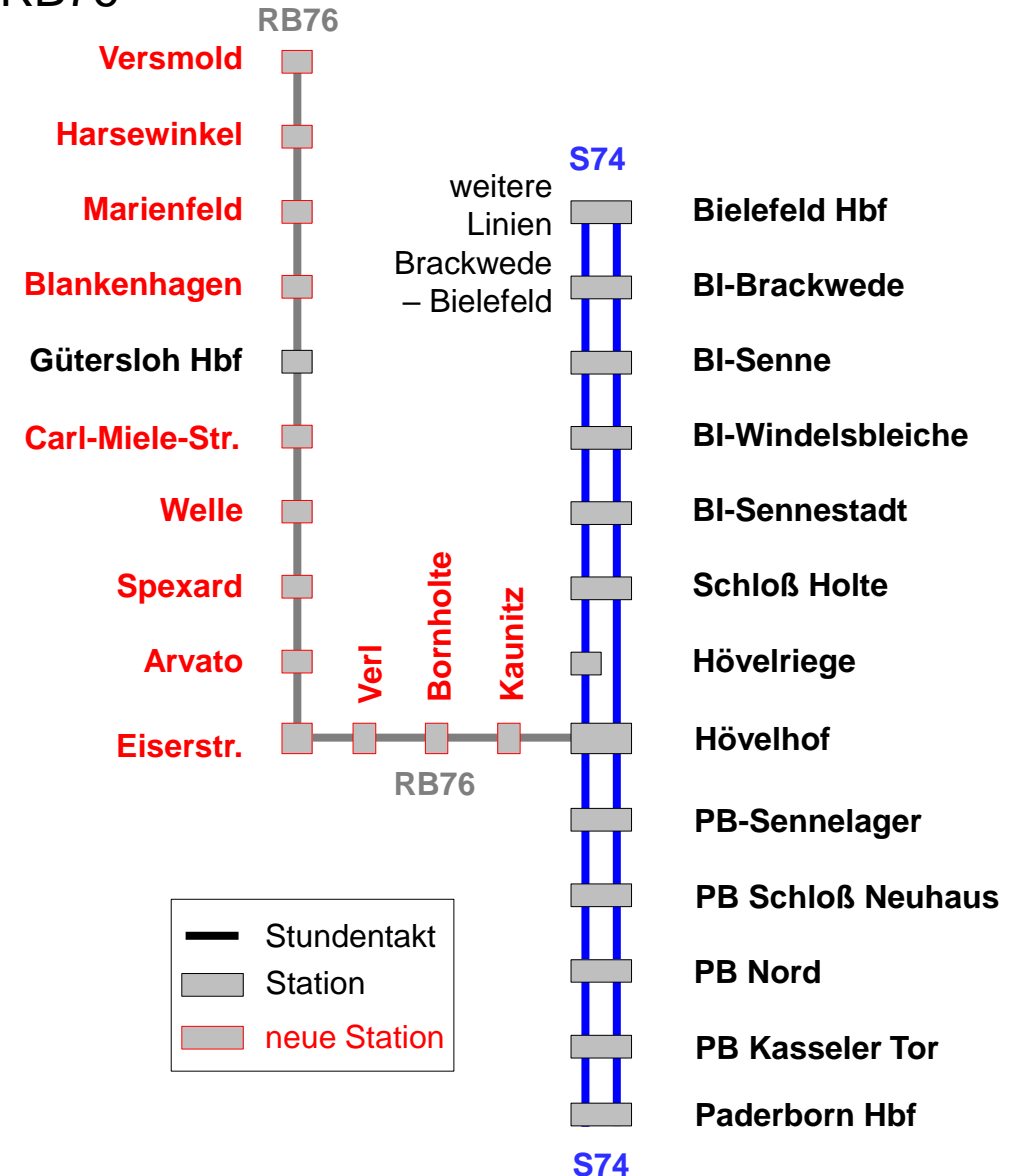 RB76
RB76
Versmold
Harsewinkel
Marienfeld
Blankenhagen
Gütersloh Hbf
Carl-Miele-Str.
Welle
Spexard
Arvato
Eiserstr.
Verl
Bornholte
Kaunitz
RB76
weitere
Linien
Brackwede
– Bielefeld
S74
Bielefeld Hbf
BI-Brackwede
BI-Senne
BI-Windelsbleiche
BI-Sennestadt
Schloß Holte
Hövelriege
Hövelhof
PB-Sennelager
PB Schloß Neuhaus
PB Nord
PB Kasseler Tor
Paderborn Hbf
S74
Stundentakt
Station
neue Station